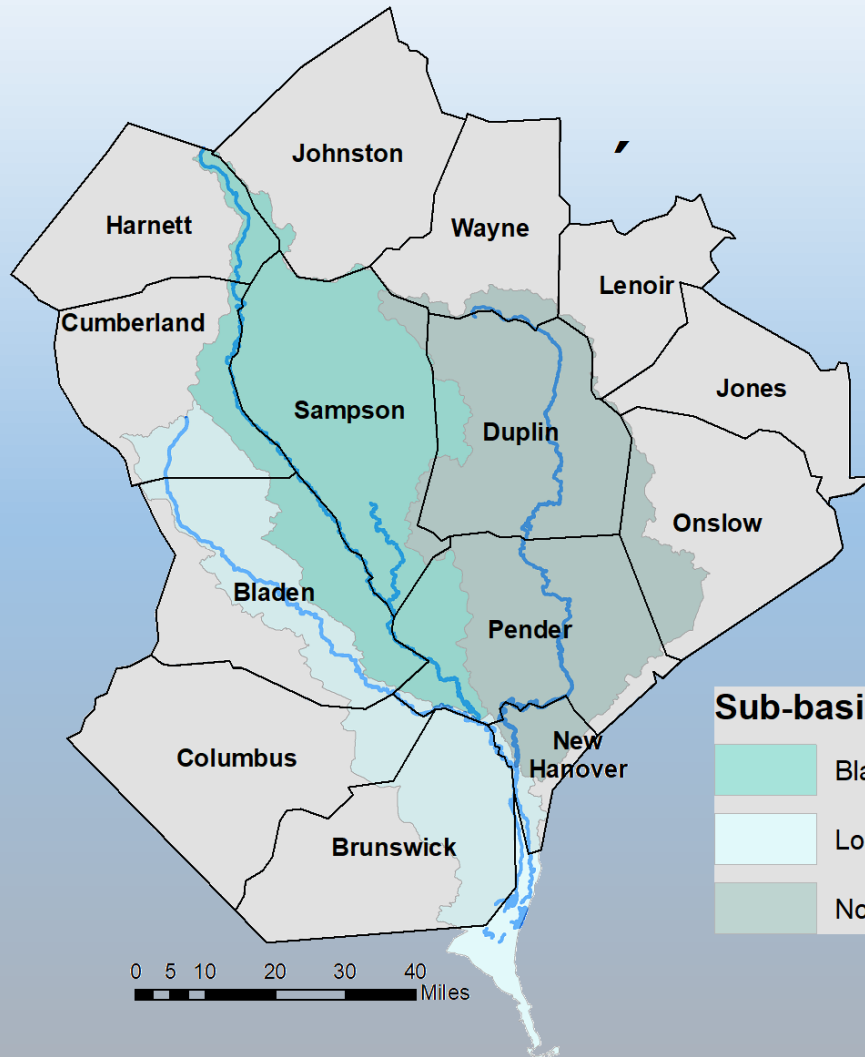 Johnston
Harnett
Wayne
Lenoir
Cumberland
Jones
Sampson
Duplin
Onslow
Bladen
Pender
New
Hanover
Columbus
Brunswick
Sub-basi
Bla
Lo
No
0 5 10 20 30 40
Miles